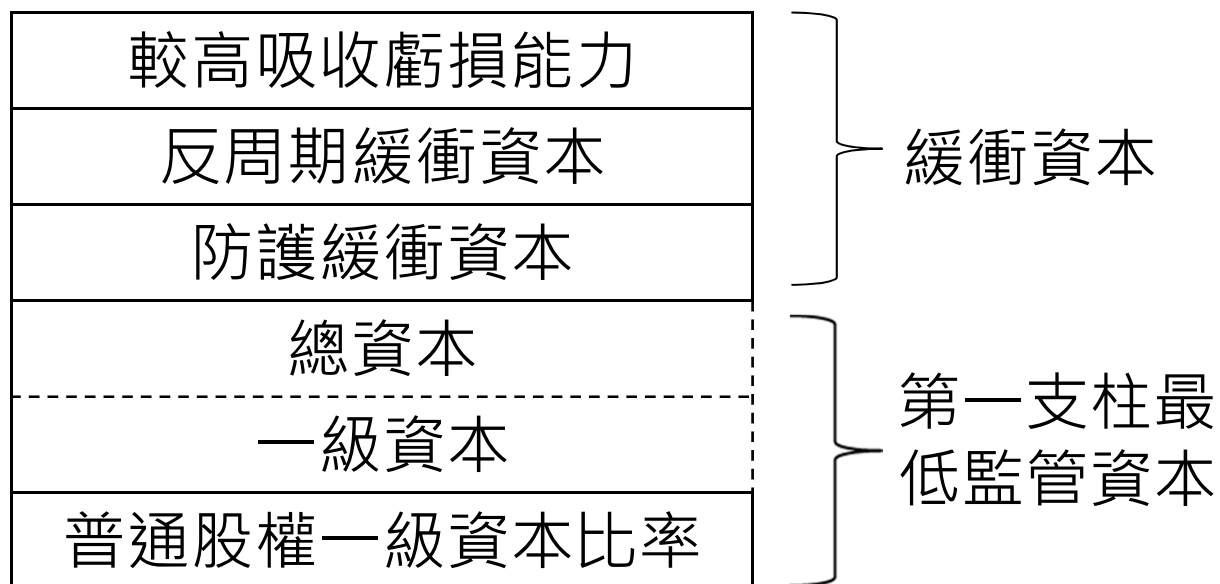 較高吸收虧損能力
反周期緩衝資本
防護緩衝資本
緩衝資本
總資本
一級資本
普通股權一級資本比率
第一支柱最
低監管資本